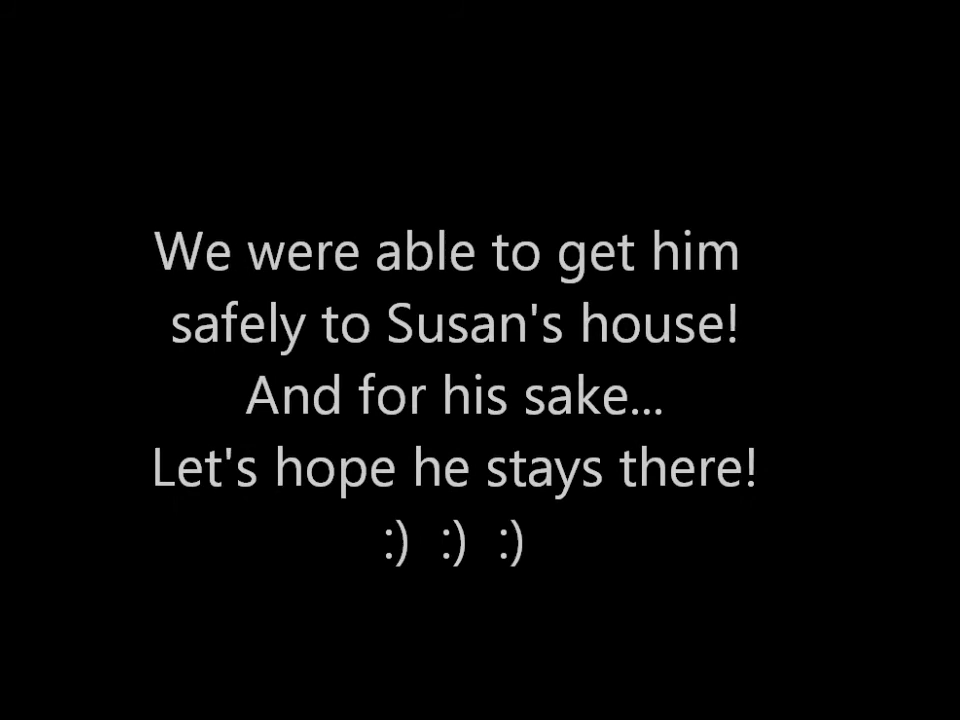 We were able to get him
safely to Susan's house!
And for his sake...
Let's hope he stays there!
:) :) :)